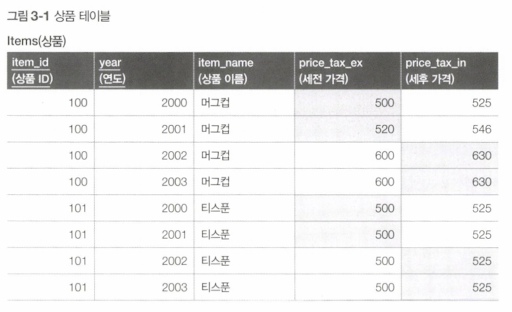 그림 3-1 상품 테이블
Items(상품)
item_id year item_name price_tax_ex price_tax_in
(상품 ID) (연도) (상품 이름) (세전 가격) (세후 가격)
100 2000 머그컵 500 525
100 2001 머그컵 520 546
100 2002 머그컵 600 630
100 2003 머그컵 600 630
101 2000 티스푼 500 525
101 2001 티스푼 500 525
101 2002 티스푼 500 525
101 2003 티스푼 500 525